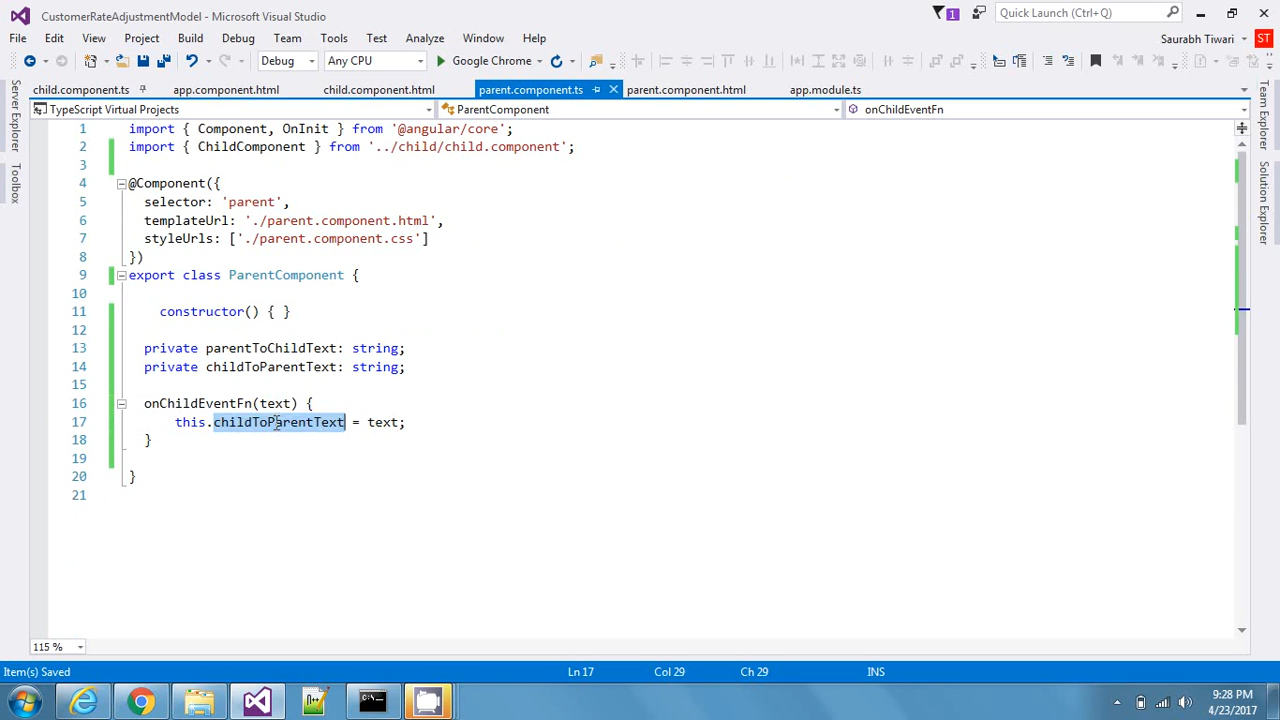 CustomerRateAdjustmentModel - Microsoft Visual Studio
1
Quick Launch (Ctrl+Q)
File Edit View Project Build Debug Team Tools Test Analyze Window Help
Saurabh Tiwari ST
Debug Any CPU Google Chrome
child.component.ts app.component.html child.component.html parent.component.ts parent.component.html app.module.ts
TypeScript Virtual Projects ParentComponent onChildEventFn
Server Explorer
Toolbox
Team Explorer
Solution Explorer
1 import { Component, OnInit } from '@angular/core';
2 import { ChildComponent } from '../child/child.component';
3
4 @Component({
5 selector: 'parent',
6 templateUrl: './parent.component.html',
7 styleUrls: ['./parent.component.css']
8 })
9 export class ParentComponent {
10
11 constructor() { }
12
13 private parentToChildText: string;
14 private childToParentText: string;
15
16 onChildEventFn(text) {
17 this.childToParentText = text;
18 }
19
20 }
21
115 %
Item(s) Saved Ln 17 Col 29 Ch 29 INS
9:28 PM
4/23/2017